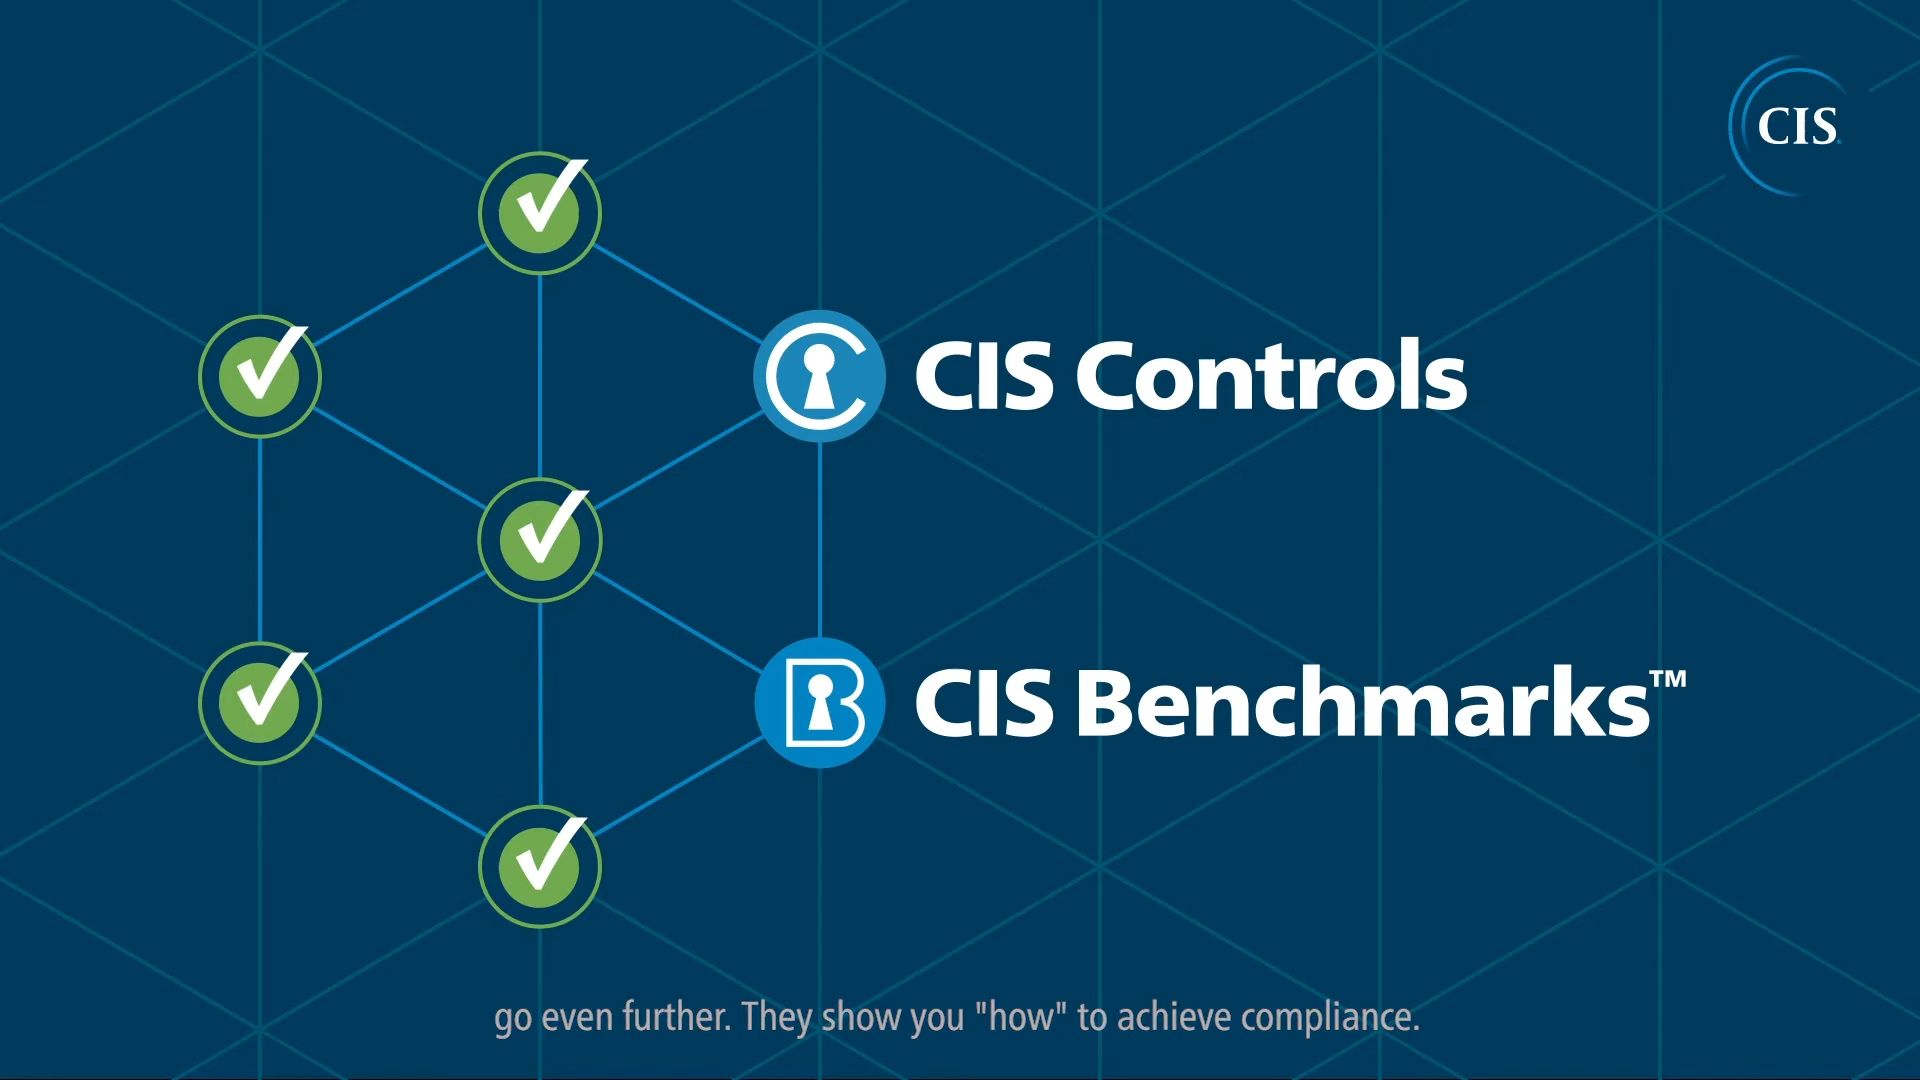 CIS
CIS Controls
CIS Benchmarks™
go even further. They show you "how" to achieve compliance.